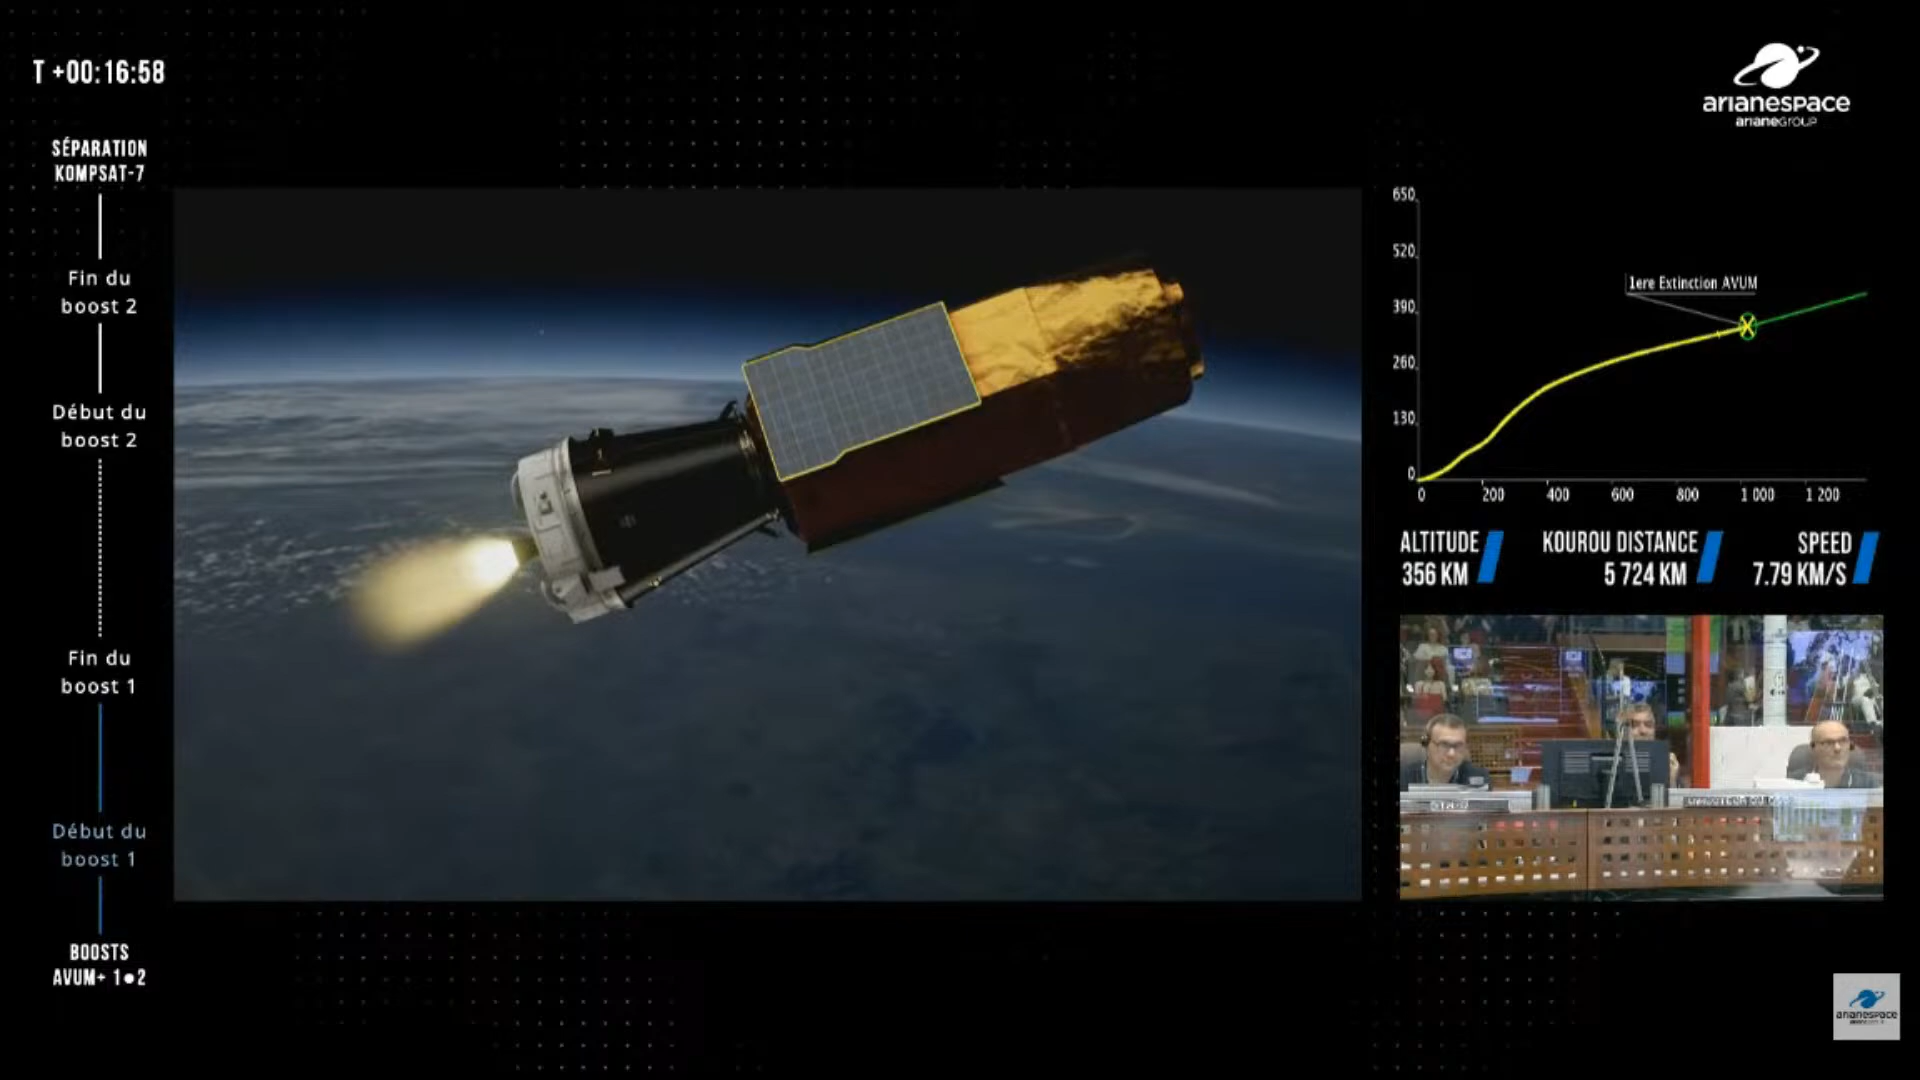 T +00:16:58
arianespace
arianeGROUP
SÉPARATION
KOMPSAT-7
Fin du
boost 2
Début du
boost 2
Fin du
boost 1
Début du
boost 1
BOOSTS
AVUM+ 1●2
650
520
390
260
130
0
1ere Extinction AVUM
0 200 400 600 800 1 000 1 200
ALTITUDE
356 KM
KOUROU DISTANCE
5 724 KM
SPEED
7.79 KM/S
arianespace